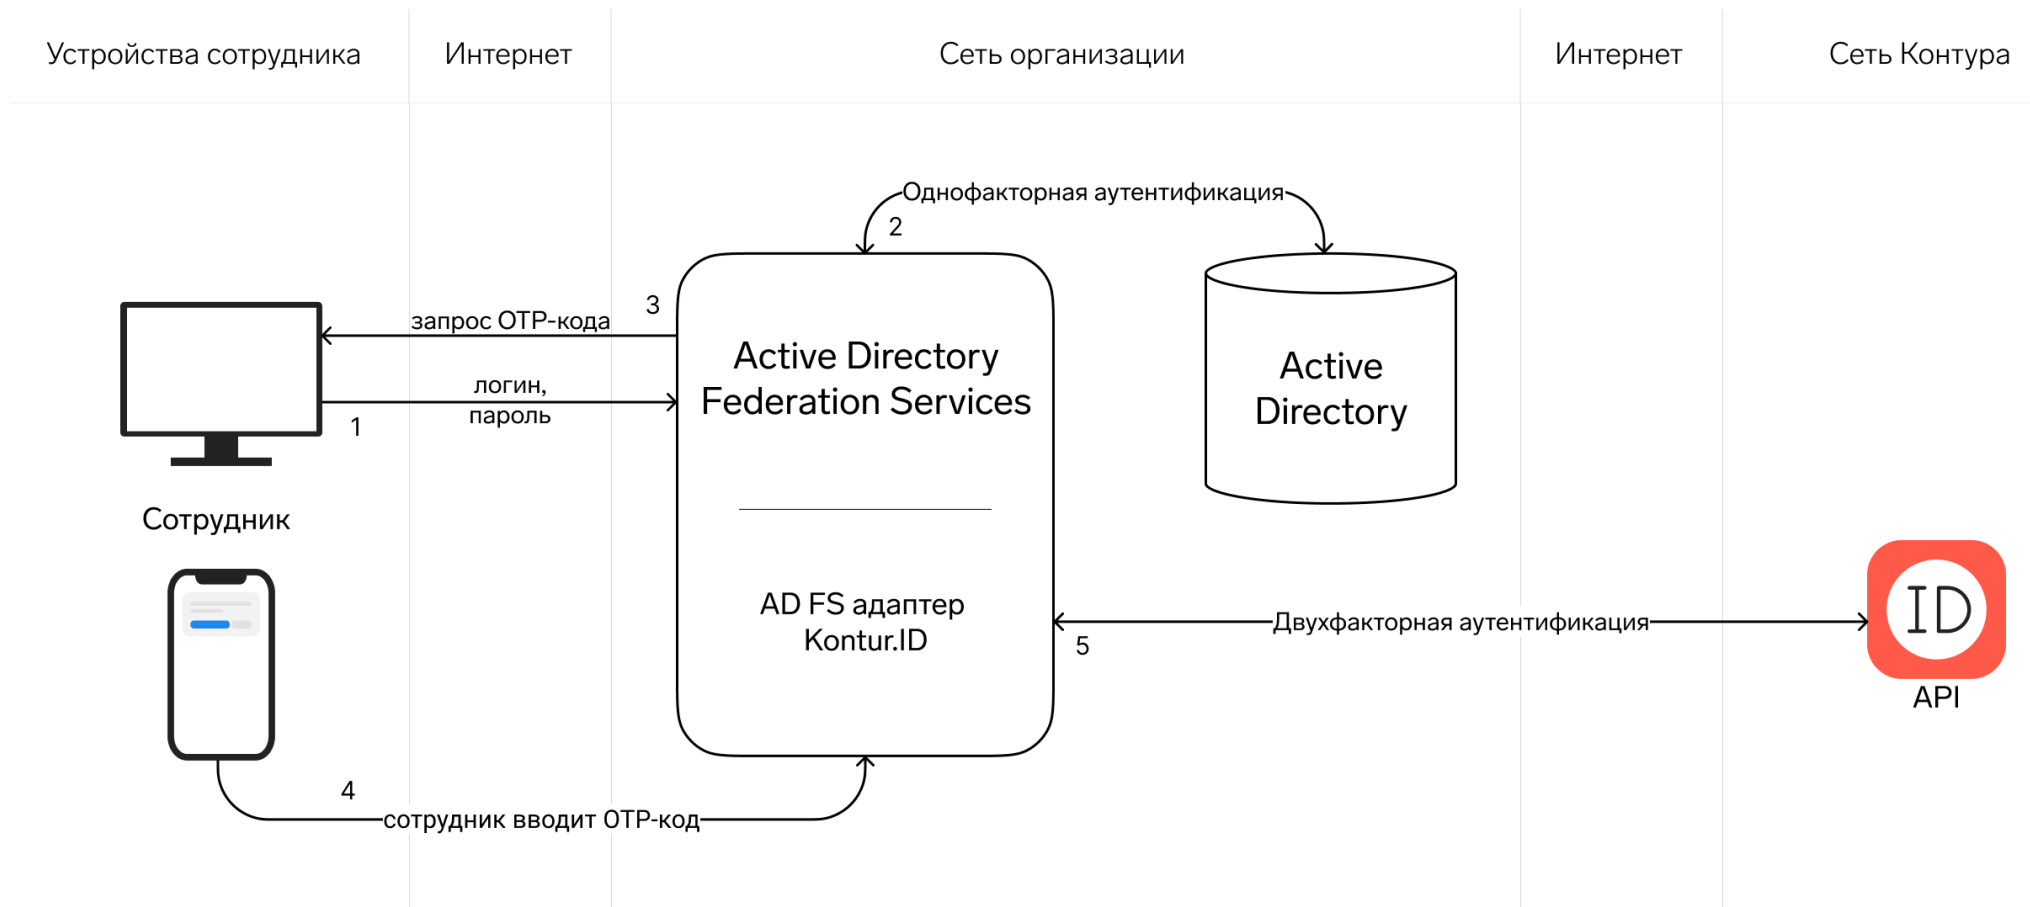 Устройства сотрудника
Интернет
Сеть организации
Интернет
Сеть Контура
Однофакторная аутентификация
2
3
запрос OTP-кода
логин,
пароль
1
Active Directory
Federation Services
Active
Directory
Сотрудник
AD FS адаптер
Kontur.ID
Двухфакторная аутентификация
5
ID
API
4
сотрудник вводит OTP-код